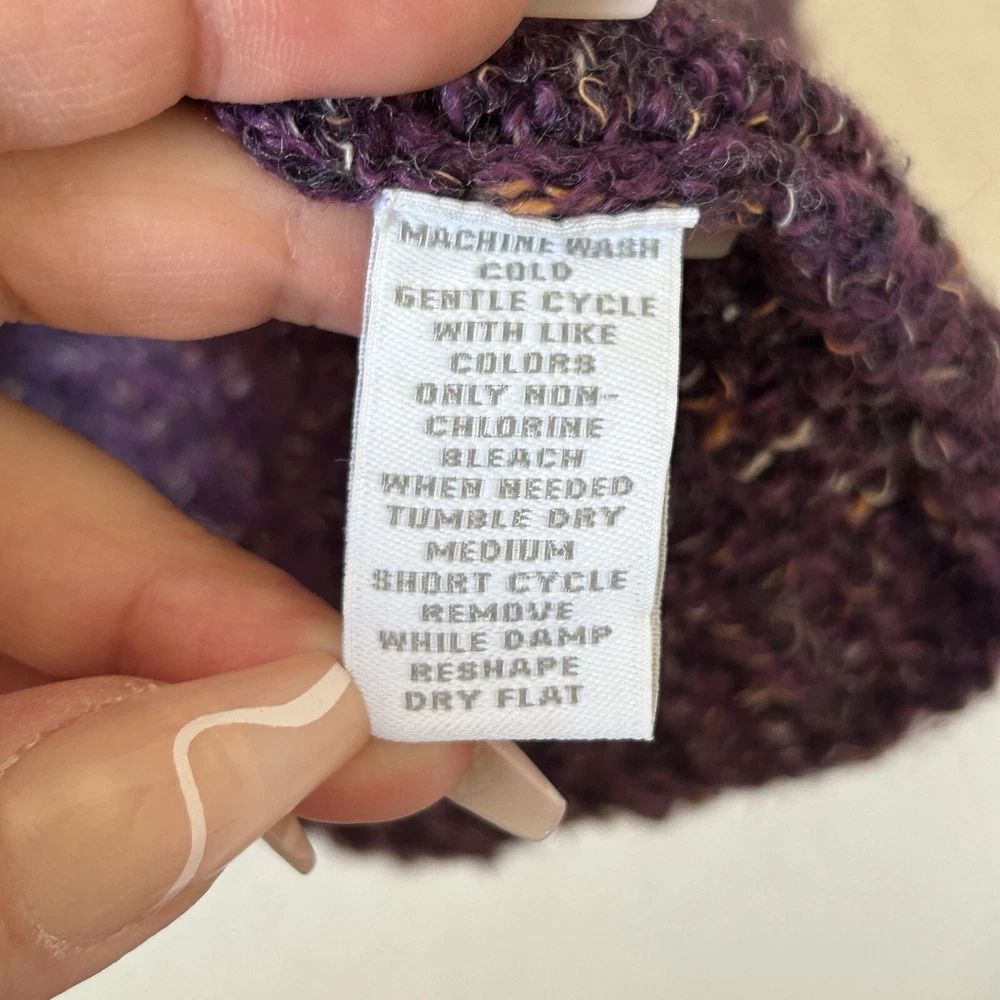 MACHINE WASH
COLD
GENTLE CYCLE
WITH LIKE
COLORS
ONLY NON-
CHLORINE
BLEACH
WHEN NEEDED
TUMBLE DRY
MEDIUM
SHORT CYCLE
REMOVE
WHILE DAMP
RESHAPE
DRY FLAT